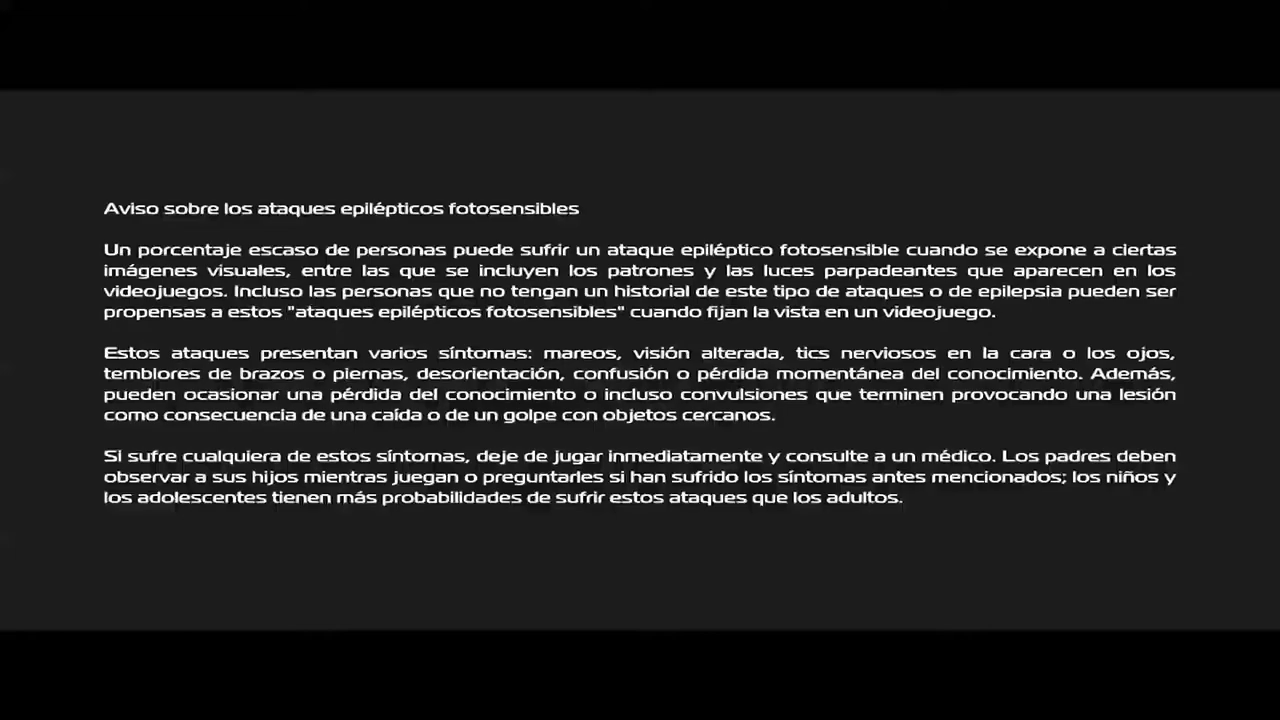 Aviso sobre los ataques epilépticos fotosensibles
Un porcentaje escaso de personas puede sufrir un ataque epiléptico fotosensible cuando se expone a ciertas
imágenes visuales, entre las que se incluyen los patrones y las luces parpadeantes que aparecen en los
videojuegos. Incluso las personas que no tengan un historial de este tipo de ataques o de epilepsia pueden ser
propensas a estos "ataques epilépticos fotosensibles" cuando fijan la vista en un videojuego.
Estos ataques presentan varios síntomas: mareos, visión alterada, tics nerviosos en la cara o los ojos,
temblores de brazos o piernas, desorientación, confusión o pérdida momentánea del conocimiento. Además,
pueden ocasionar una pérdida del conocimiento o incluso convulsiones que terminen provocando una lesión
como consecuencia de una caída o de un golpe con objetos cercanos.
Si sufre cualquiera de estos síntomas, deje de jugar inmediatamente y consulte a un médico. Los padres deben
observar a sus hijos mientras juegan o preguntarles si han sufrido los síntomas antes mencionados; los niños y
los adolescentes tienen más probabilidades de sufrir estos ataques que los adultos.